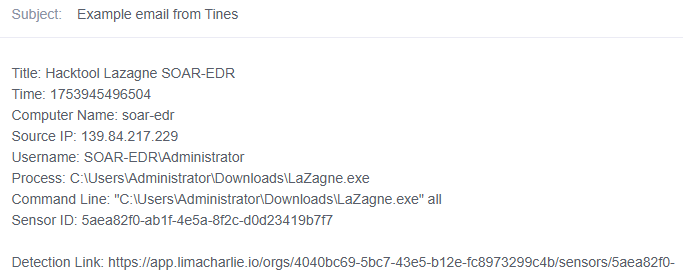 Subject: Example email from Tines
Title: Hacktool Lazagne SOAR-EDR
Time: 1753945496504
Computer Name: soar-edr
Source IP: 139.84.217.229
Username: SOAR-EDR\Administrator
Process: C:\Users\Administrator\Downloads\LaZagne.exe
Command Line: "C:\Users\Administrator\Downloads\LaZagne.exe" all
Sensor ID: 5aea82f0-ab1f-4e5a-8f2c-d0d23419b7f7
Detection Link: https://app.limacharlie.io/orgs/4040bc69-5bc7-43e5-b12e-fc8973299c4b/sensors/5aea82f0-